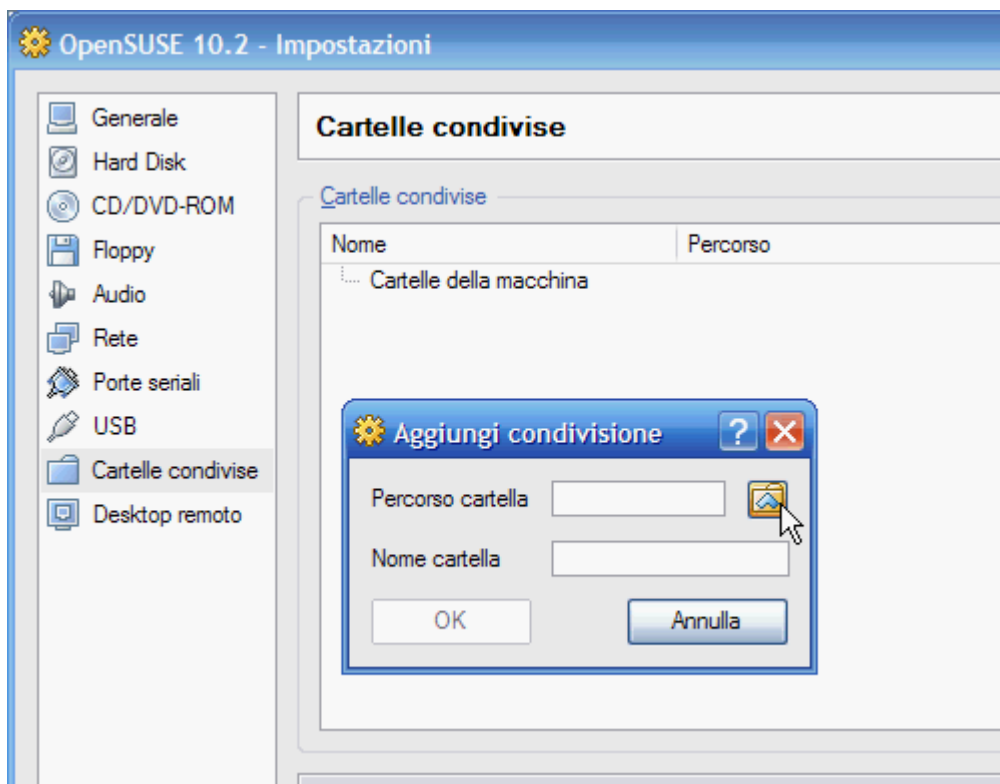 OpenSUSE 10.2 - Impostazioni
Generale
Hard Disk
CD/DVD-ROM
Floppy
Audio
Rete
Porte seriali
USB
Cartelle condivise
Desktop remoto
Cartelle condivise
Cartelle condivise
Nome Percorso
Cartelle della macchina
Aggiungi condivisione ?
Percorso cartella
Nome cartella
OK Annulla